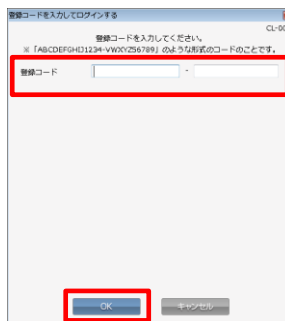 登録コードを入力してログインする
CL-00
登録コードを入力してください。
※「ABCDEFGHIJ1234-VWXYZ56789」のような形式のコードのことです。
登録コード -
OK キャンセル